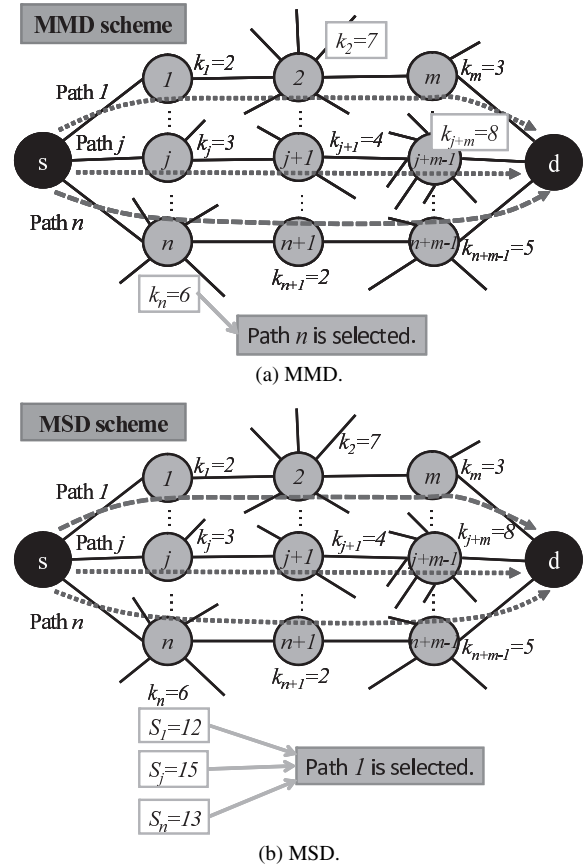 MMD scheme
k2=7
1
k1=2
2
m
km=3
Path 1
s
Path j
j
kj=3
j+1
kj+1=4
j+m-1
kj+m=8
d
Path n
n
n+1
n+m-1
kn+m-1=5
kn+1=2
kn=6
Path n is selected.
(a) MMD.
MSD scheme
k2=7
1
k1=2
2
m
km=3
Path 1
s
Path j
j
kj=3
j+1
kj+1=4
j+m-1
kj+m=8
d
Path n
n
n+1
n+m-1
kn+m-1=5
kn+1=2
kn=6
S1=12
Sj=15
Path 1 is selected.
Sn=13
(b) MSD.